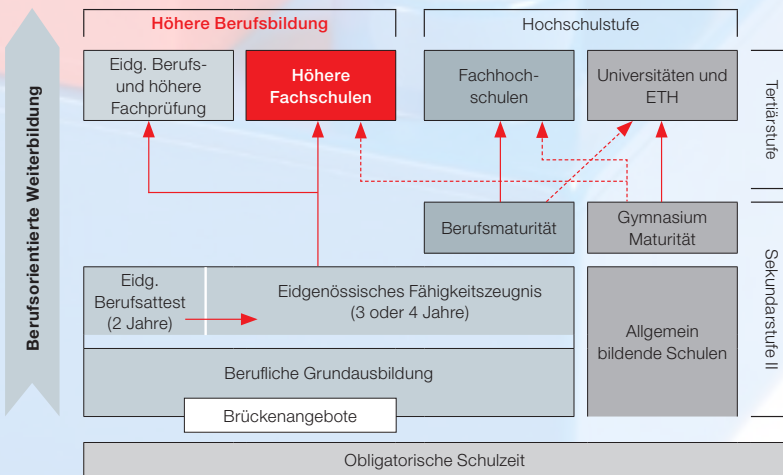 Höhere Berufsbildung
Hochschulstufe
Eidg. Berufs-
und höhere
Fachprüfung
Höhere
Fachschulen
Fachhoch-
schulen
Universitäten und
ETH
Tertiärstufe
Berufsorientierte Weiterbildung
Berufsmaturität
Gymnasium
Maturität
Eidg.
Berufsattest
(2 Jahre)
Eidgenössisches Fähigkeitszeugnis
(3 oder 4 Jahre)
Allgemein
bildende Schulen
Sekundarstufe II
Berufliche Grundausbildung
Brückenangebote
Obligatorische Schulzeit